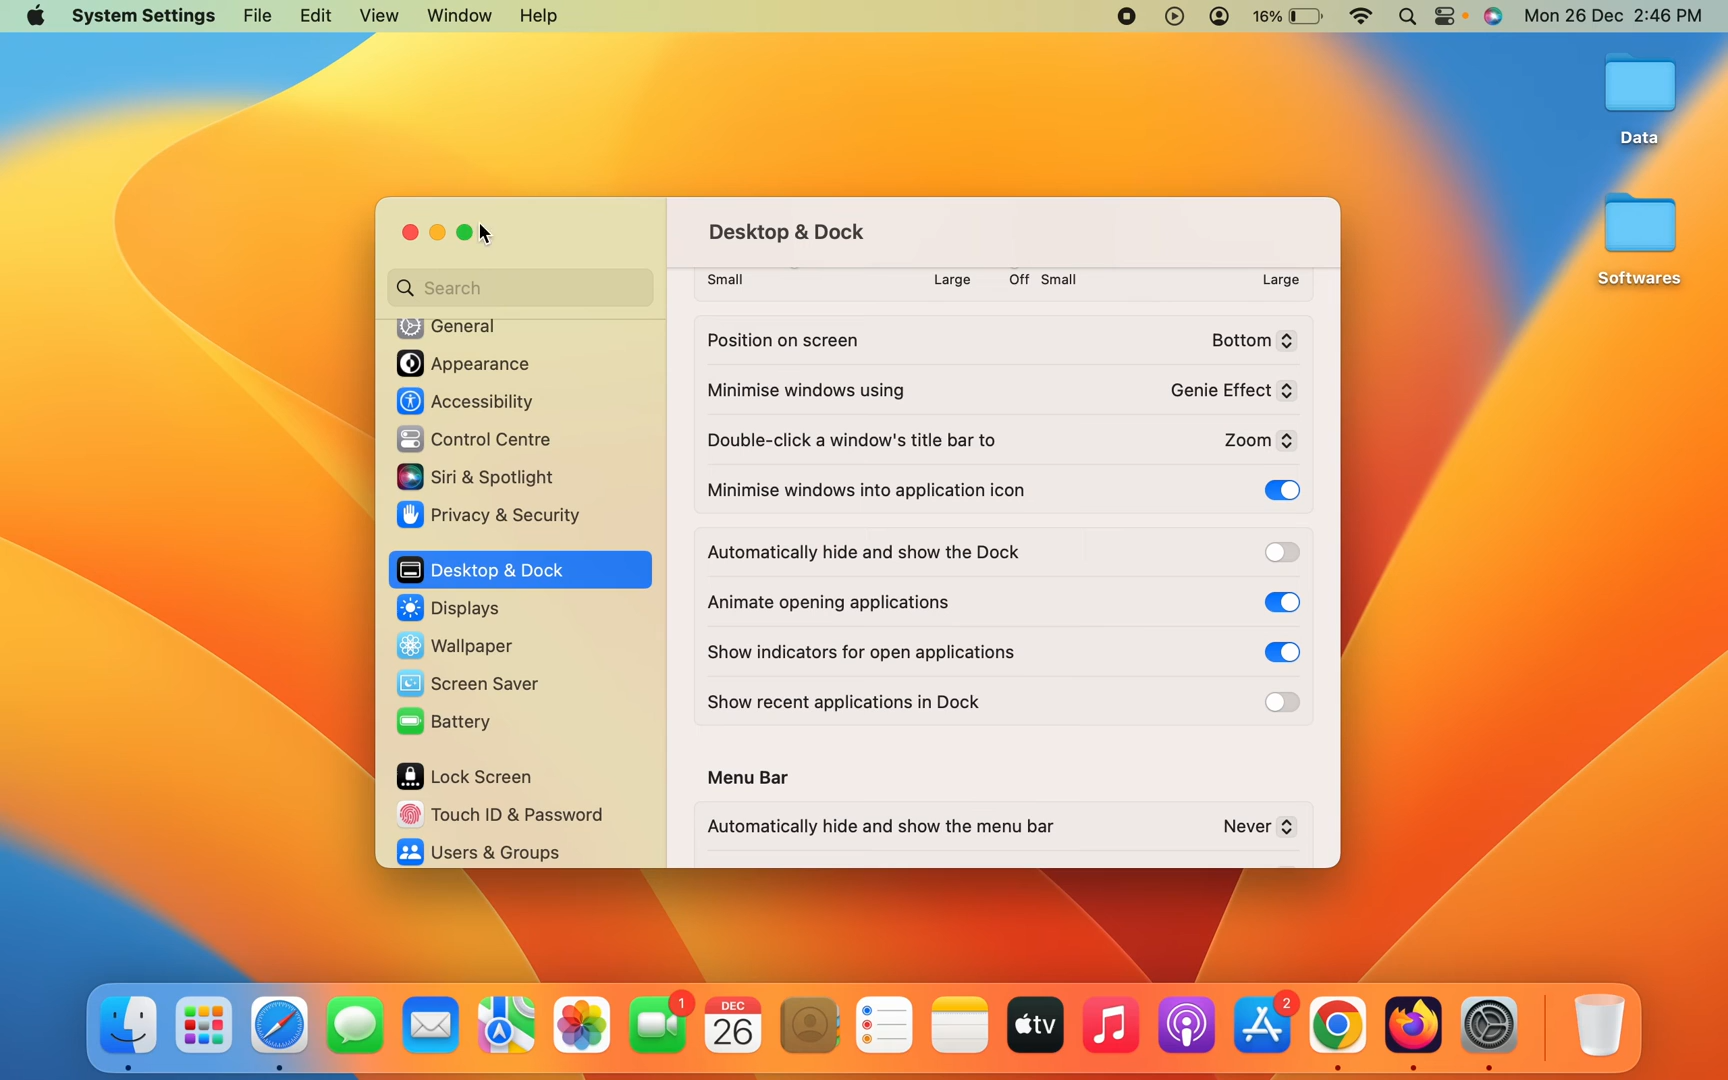 System Settings File Edit View Window Help 16% Mon 26 Dec 2:46 PM
Data
Softwares
Desktop & Dock
Search
Small Large Off Small Large
General
Appearance
Accessibility
Control Centre
Siri & Spotlight
Privacy & Security
Desktop & Dock
Displays
Wallpaper
Screen Saver
Battery
Lock Screen
Touch ID & Password
Users & Groups
Position on screen Bottom
Minimise windows using Genie Effect
Double-click a window's title bar to Zoom
Minimise windows into application icon
Automatically hide and show the Dock
Animate opening applications
Show indicators for open applications
Show recent applications in Dock
Menu Bar
Automatically hide and show the menu bar Never
1
DEC
26
tv
2